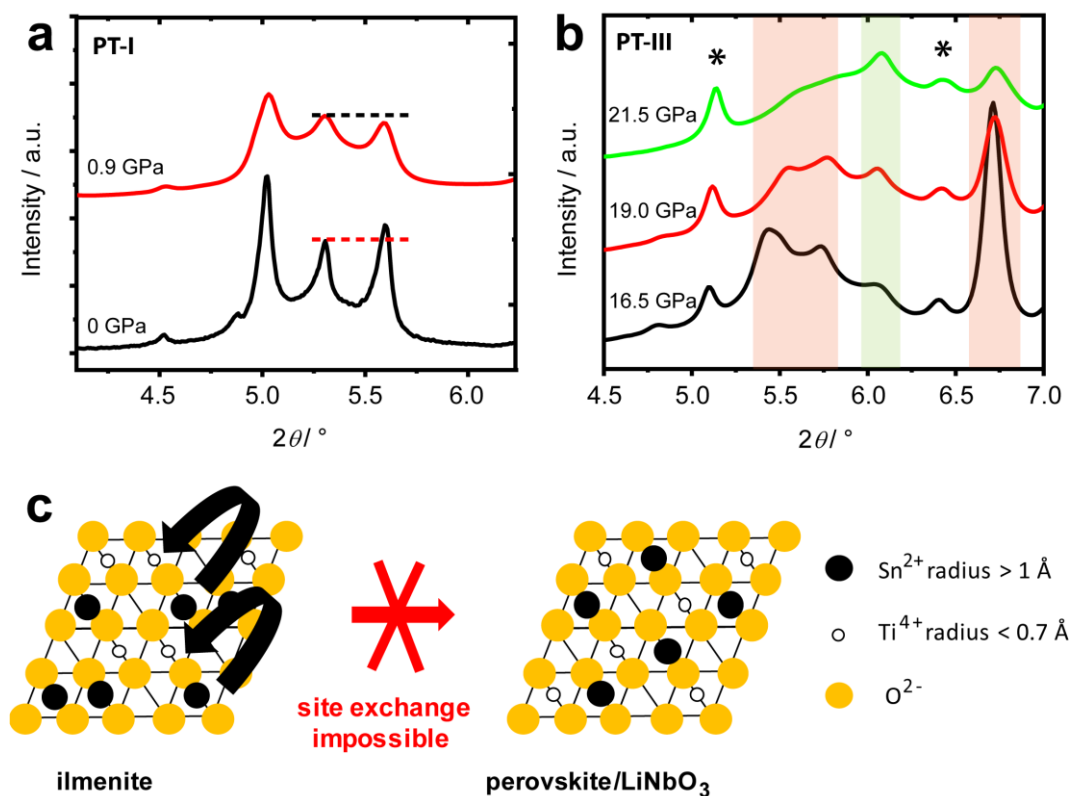 a
PT-I
0.9 GPa
0 GPa
Intensity / a.u.
4.5 5.0 5.5 6.0
2θ/ °
b
PT-III
*
*
21.5 GPa
19.0 GPa
16.5 GPa
Intensity / a.u.
4.5 5.0 5.5 6.0 6.5 7.0
2θ/ °
c
site exchange
impossible
ilmenite
perovskite/LiNbO₃
Sn²⁺ radius > 1 Å
Ti⁴⁺ radius < 0.7 Å
O²⁻